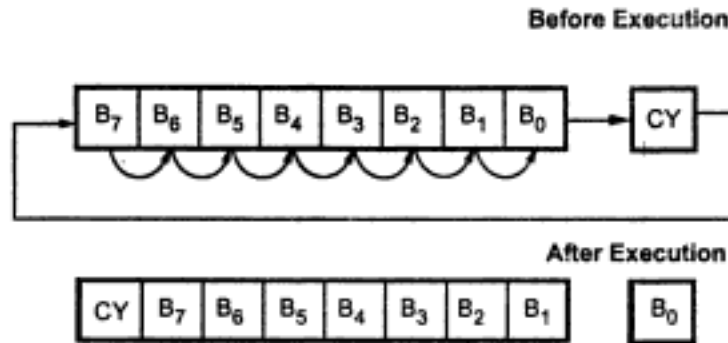 Before Execution
B7 B6 B5 B4 B3 B2 B1 B0 CY
After Execution
CY B7 B6 B5 B4 B3 B2 B1 B0